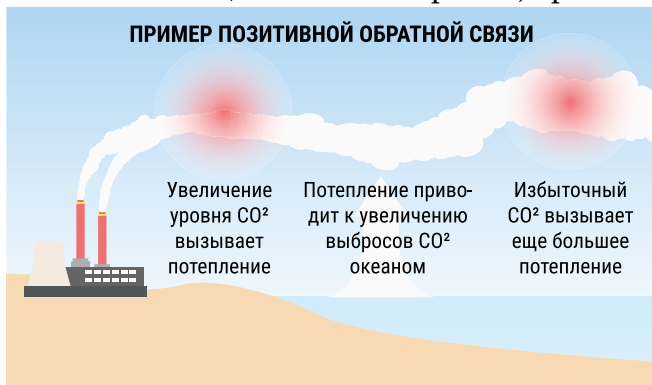 ПРИМЕР ПОЗИТИВНОЙ ОБРАТНОЙ СВЯЗИ
Увеличение
уровня CO²
вызывает
потепление
Потепление приво-
дит к увеличению
выбросов CO²
океаном
Избыточный
CO² вызывает
еще большее
потепление